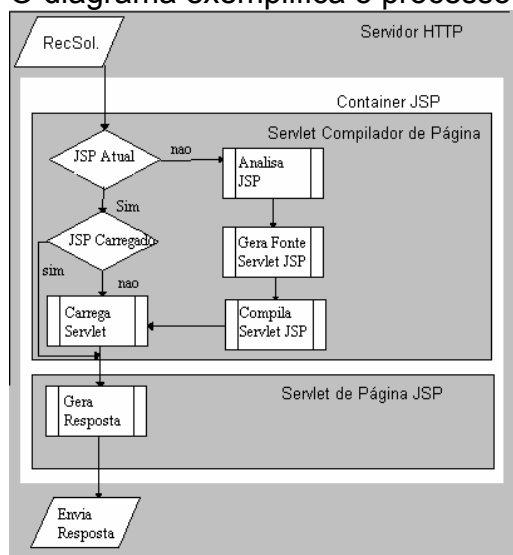 O diagrama exemplifica o processo
Servidor HTTP
RecSol.
Container JSP
Servlet Compilador de Página
JSP Atual
nao
Analisa
JSP
Sim
JSP Carregado
Gera Fonte
Servlet JSP
sim
nao
Carrega
Servlet
Compila
Servlet JSP
Servlet de Página JSP
Gera
Resposta
Envia
Resposta